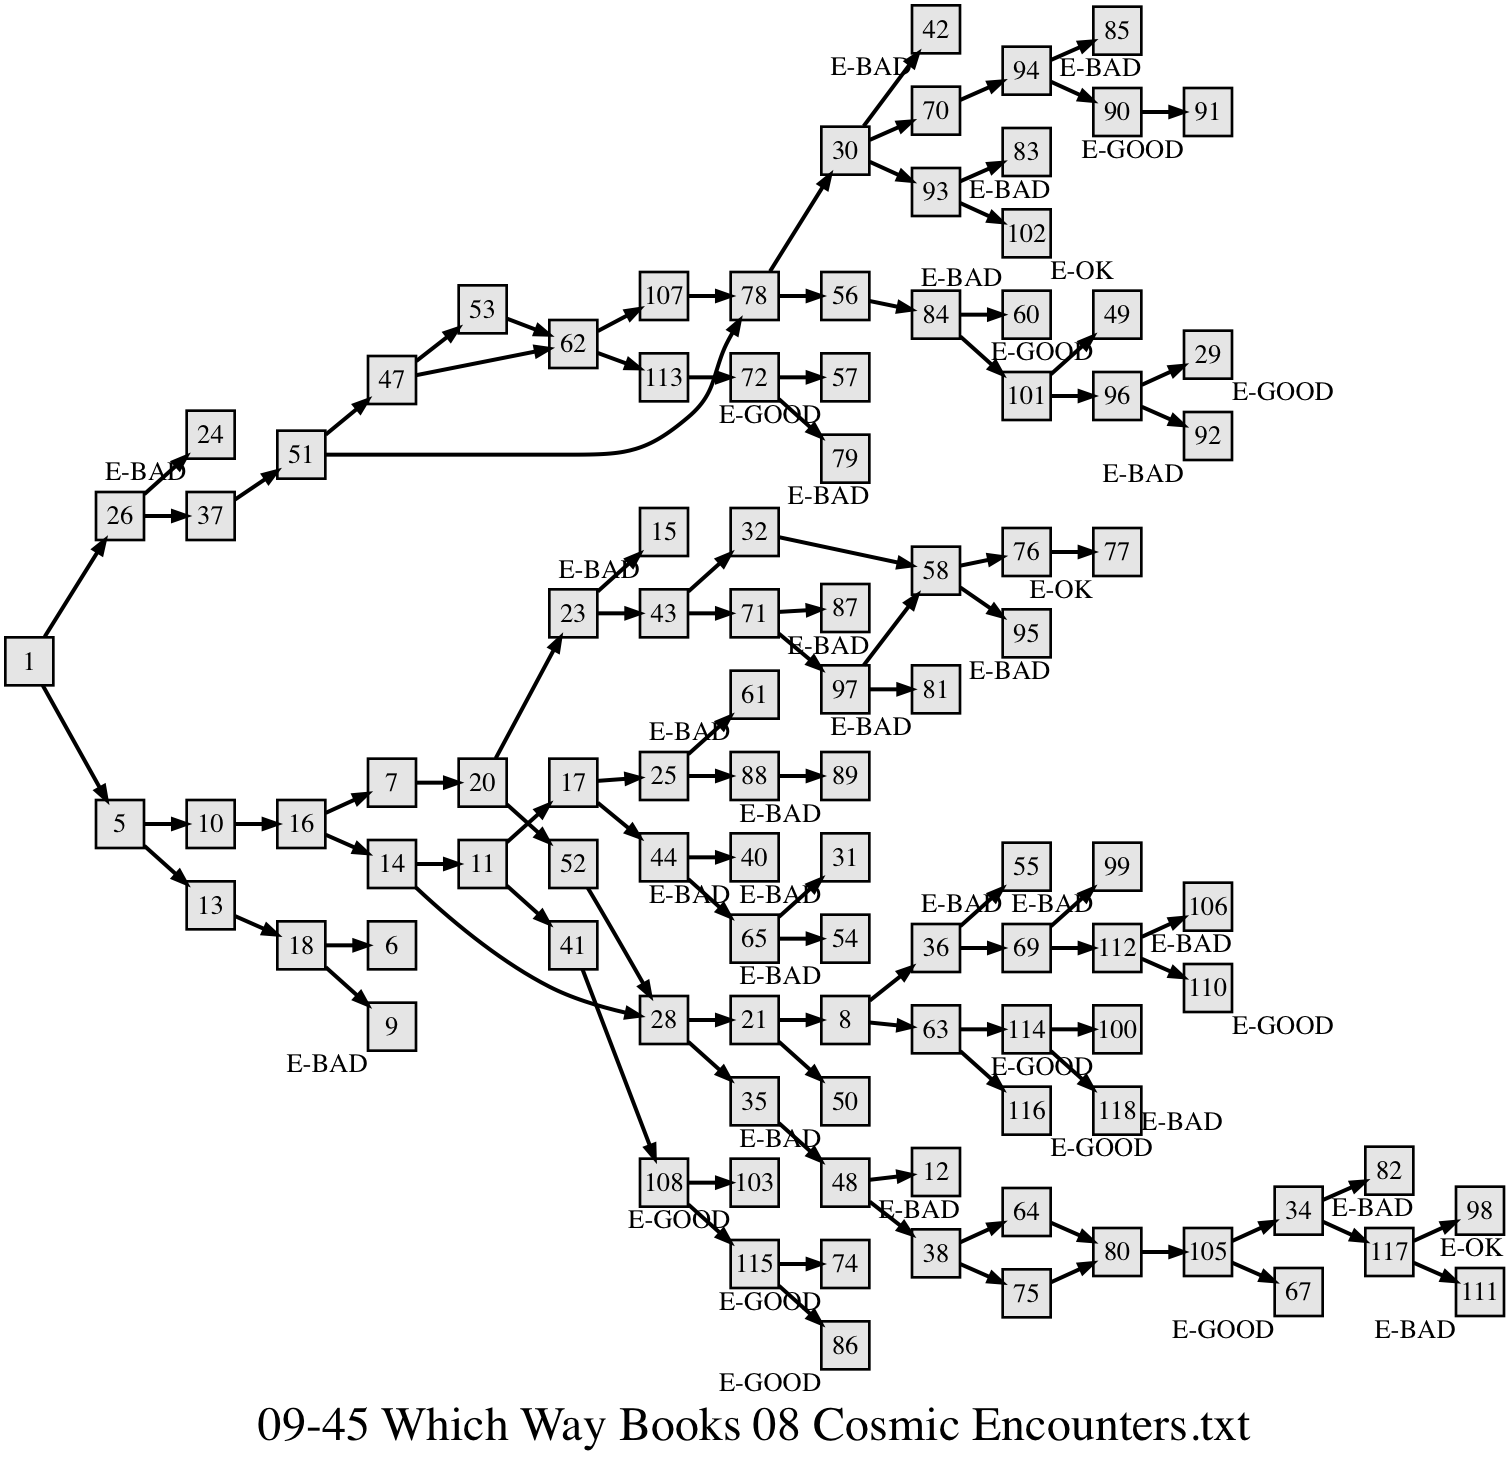 42
85
E-BAD
94
E-BAD
70
90
91
30
83
E-GOOD
93
E-BAD
102
E-OK
E-BAD
53
107
78
56
84
60
49
62
E-GOOD
29
47
113
72
57
101
96
E-GOOD
E-GOOD
24
51
79
92
E-BAD
E-BAD
E-BAD
26
37
15
32
76
77
E-BAD
58
E-OK
23
43
71
87
95
1
E-BAD
E-BAD
61
97
81
E-BAD
E-BAD
7
20
17
25
88
89
5
10
16
E-BAD
14
11
52
44
40
31
55
99
E-BAD
E-BAD
E-BAD
E-BAD
13
106
18
6
41
65
54
36
69
112
E-BAD
E-BAD
110
9
28
21
8
63
114
100
E-GOOD
E-BAD
E-GOOD
35
50
116
118
E-BAD
E-BAD
E-GOOD
108
103
48
12
82
E-GOOD
E-BAD
64
34
E-BAD
98
115
74
38
80
105
117
E-OK
E-GOOD
75
67
111
86
E-GOOD
E-BAD
E-GOOD
09-45 Which Way Books 08 Cosmic Encounters.txt